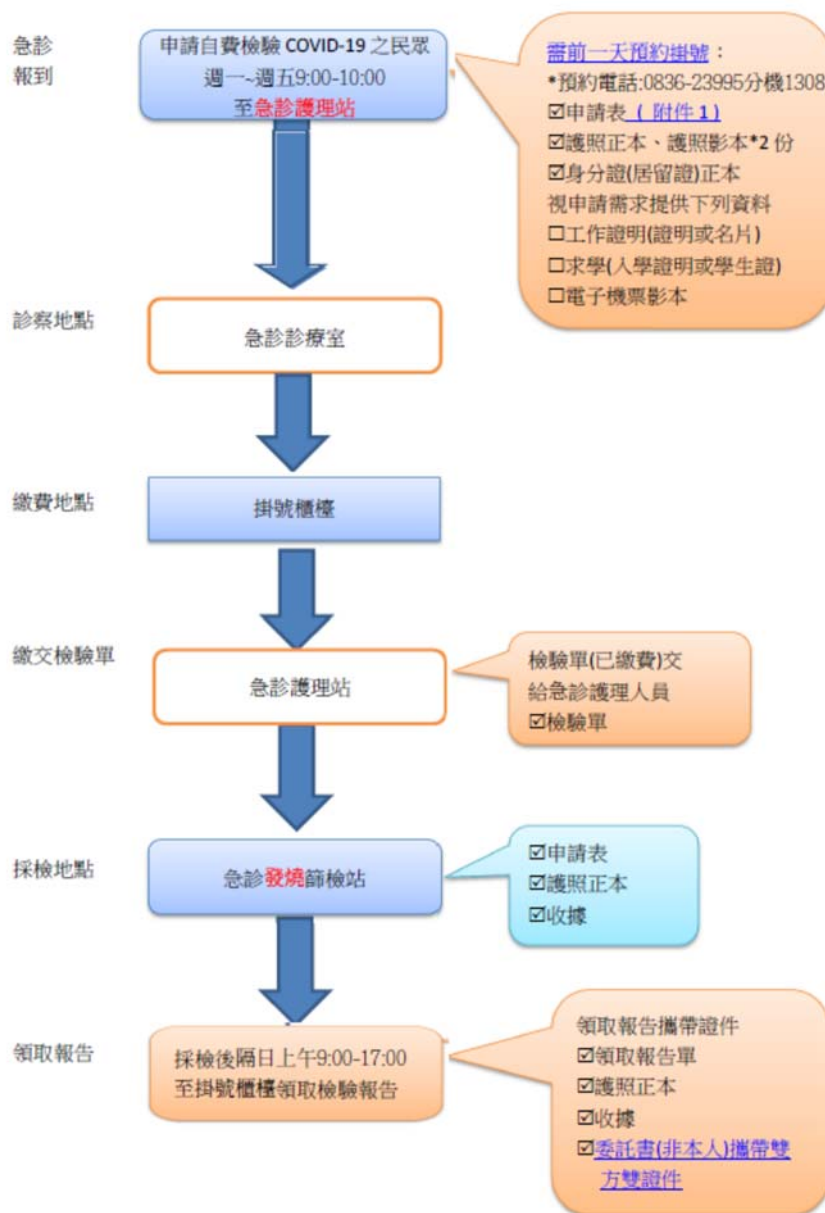 急診
報到
申請自費檢驗 COVID-19 之民眾
週一~週五9:00-10:00
至急診護理站
需前一天預約掛號：
*預約電話:0836-23995分機1308
☑申請表（附件 1）
☑護照正本、護照影本*2 份
☑身分證(居留證)正本
視申請需求提供下列資料
☐工作證明(證明或名片)
☐求學(入學證明或學生證)
☐電子機票影本
診察地點
急診診療室
繳費地點
掛號櫃檯
繳交檢驗單
急診護理站
檢驗單(已繳費)交
給急診護理人員
☑檢驗單
採檢地點
急診發燒篩檢站
☑申請表
☑護照正本
☑收據
領取報告
採檢後隔日上午9:00-17:00
至掛號櫃檯領取檢驗報告
領取報告攜帶證件
☑領取報告單
☑護照正本
☑收據
☑委託書(非本人)攜帶雙
方雙證件